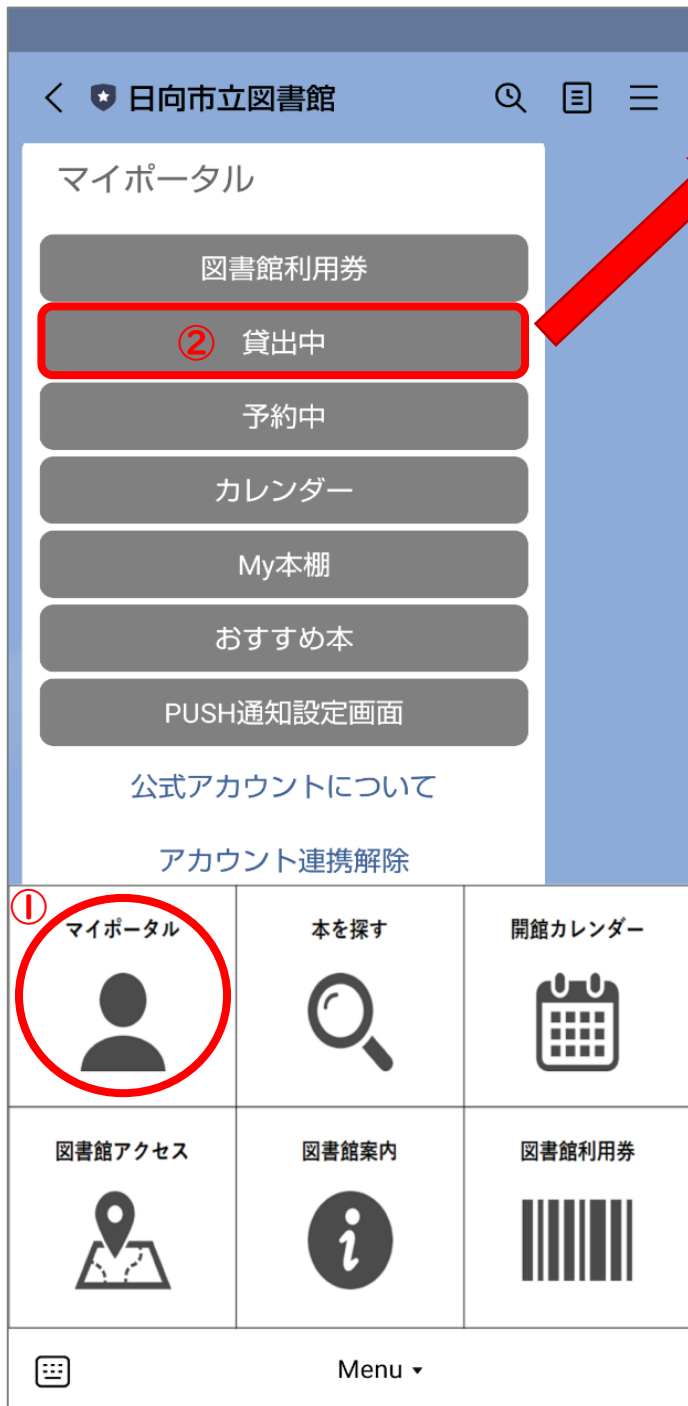 日向市立図書館
マイポータル
図書館利用券
② 貸出中
予約中
カレンダー
My本棚
おすすめ本
PUSH通知設定画面
公式アカウントについて
アカウント連携解除
①
マイポータル
本を探す
開館カレンダー
図書館アクセス
図書館案内
図書館利用券
Menu